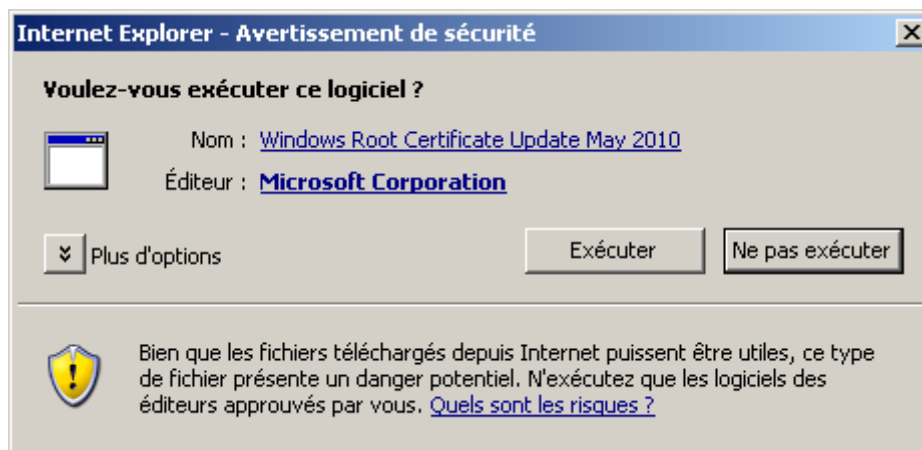 Internet Explorer - Avertissement de sécurité
Voulez-vous exécuter ce logiciel ?
Nom : Windows Root Certificate Update May 2010
Éditeur : Microsoft Corporation
Plus d'options
Exécuter
Ne pas exécuter
Bien que les fichiers téléchargés depuis Internet puissent être utiles, ce type
de fichier présente un danger potentiel. N'exécutez que les logiciels des
éditeurs approuvés par vous. Quels sont les risques ?